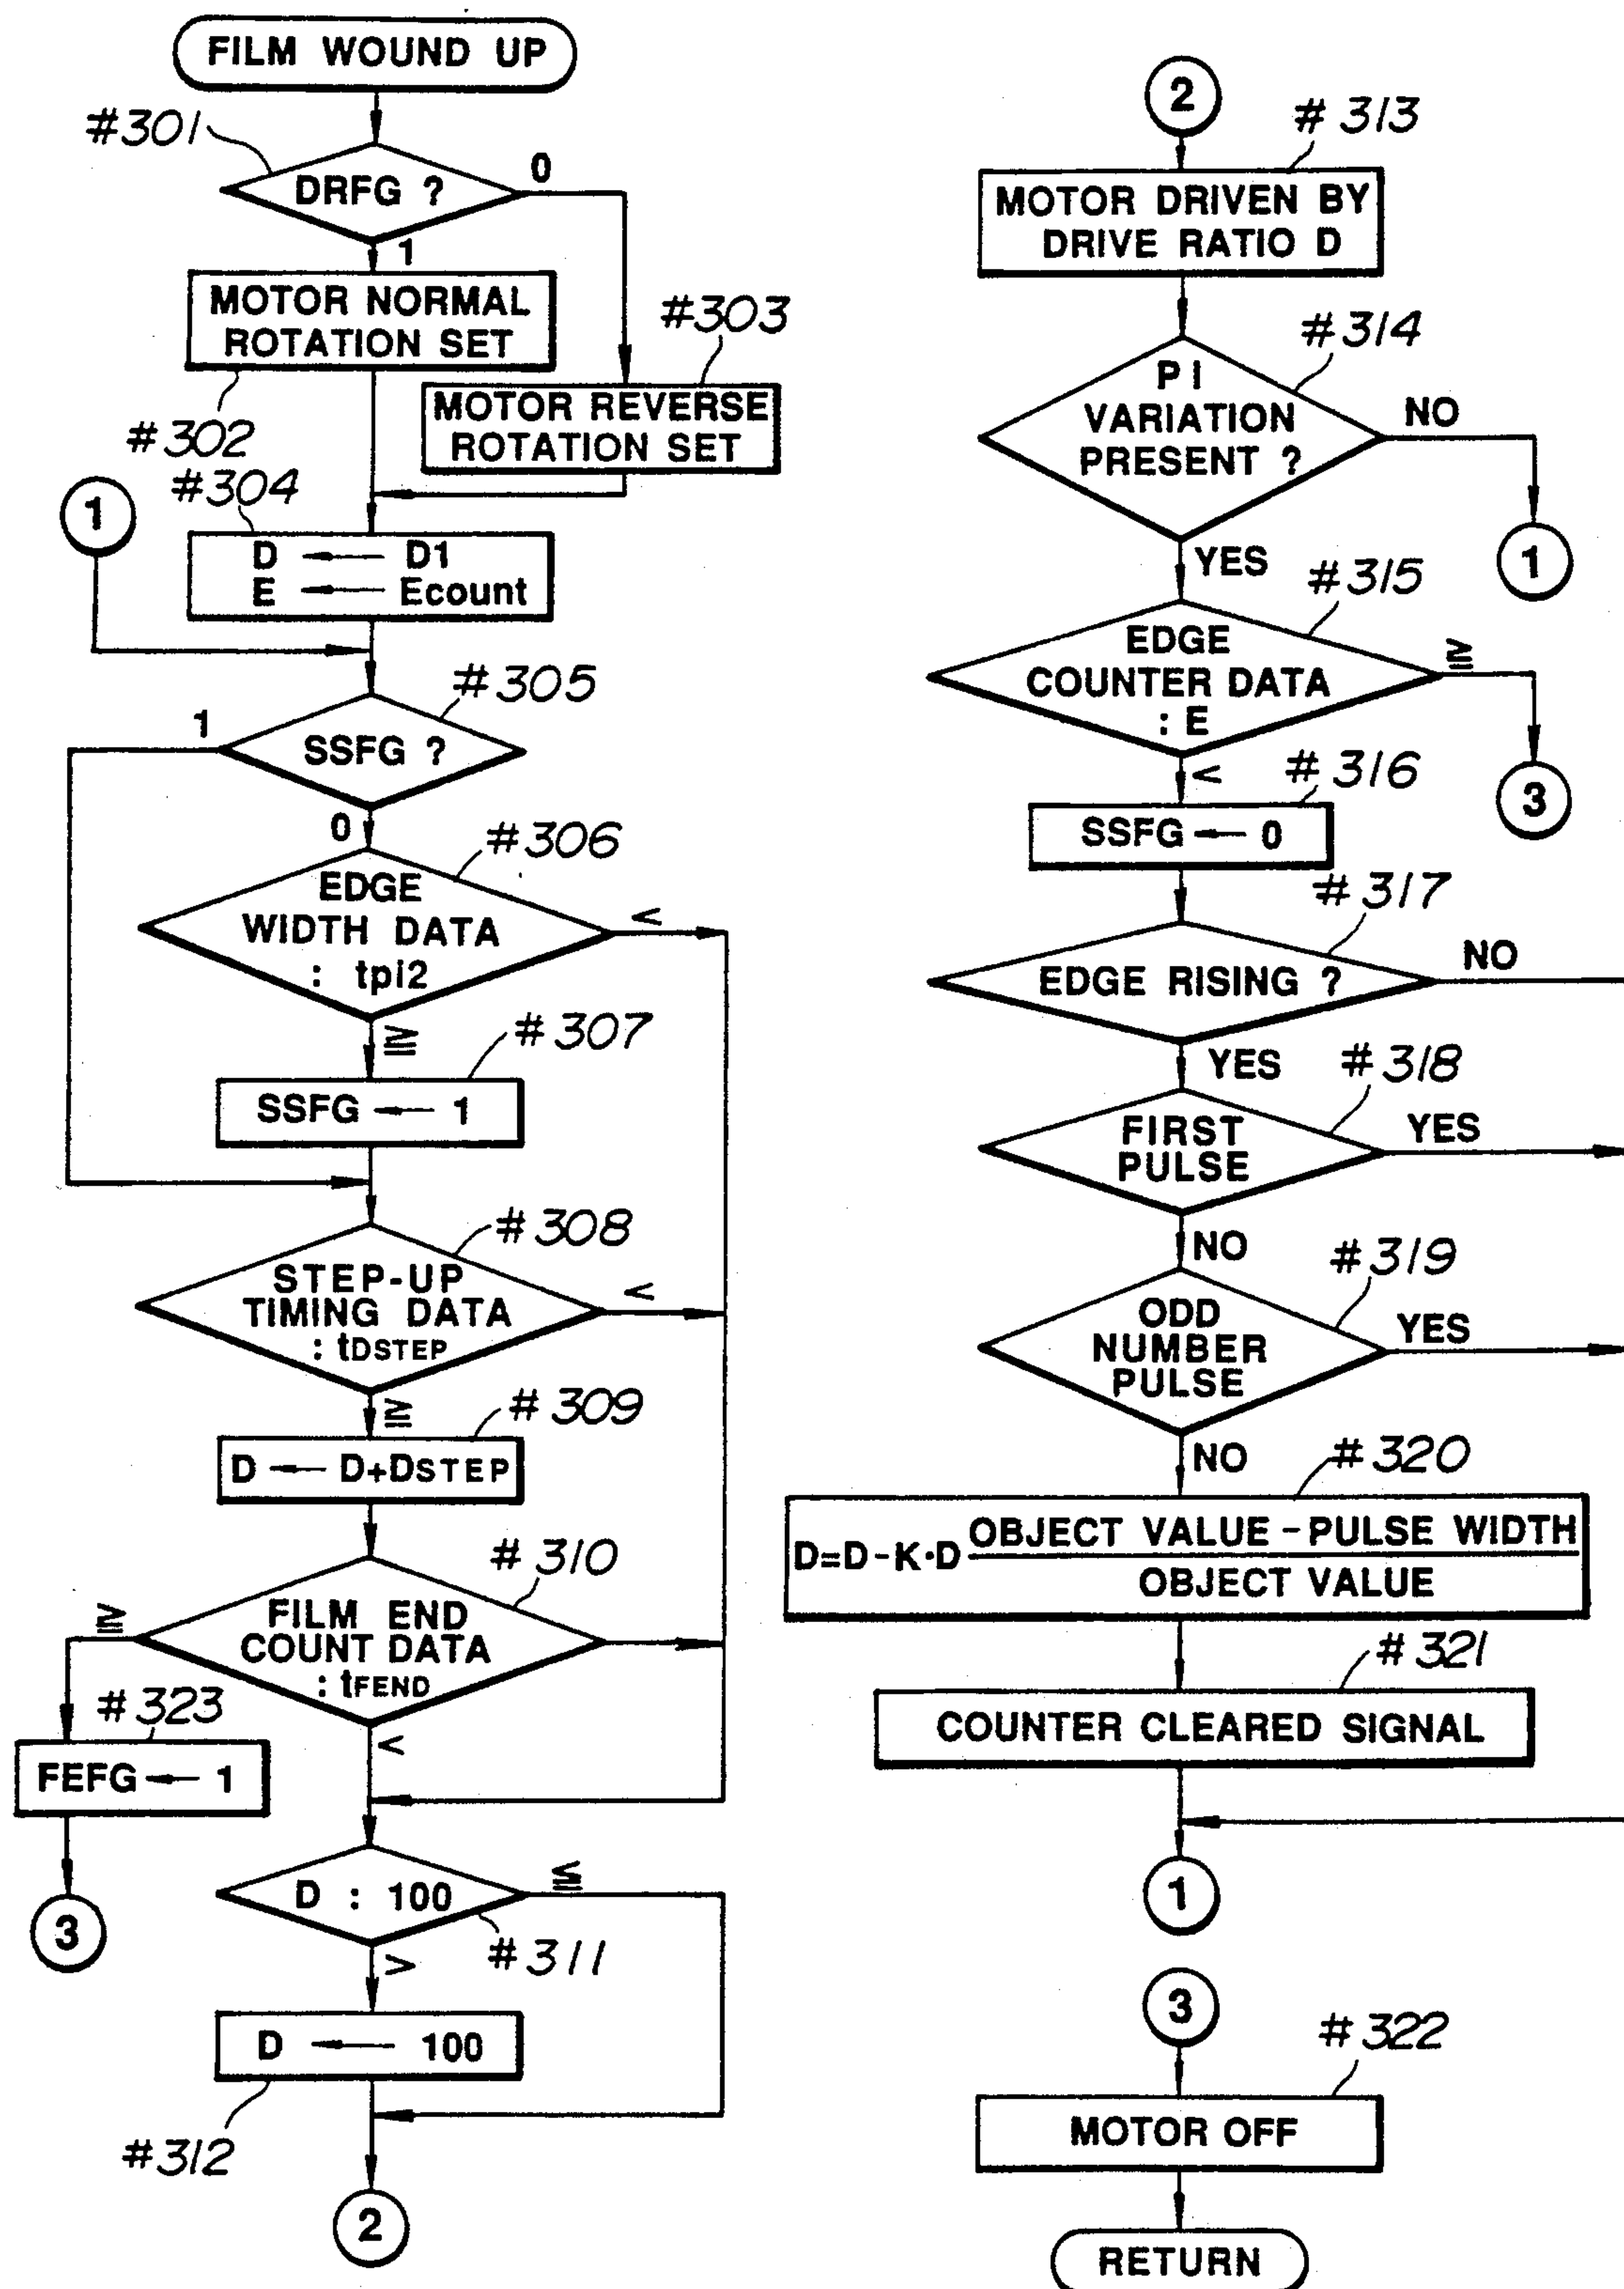 FILM WOUND UP
#301
DRFG ?
0
1
MOTOR NORMAL
ROTATION SET
#302
#303
MOTOR REVERSE
ROTATION SET
#304
1
D ← D1
E ← Ecount
#305
1
SSFG ?
0
#306
EDGE
WIDTH DATA
: tpi2
<
≧
#307
SSFG ← 1
#308
STEP-UP
TIMING DATA
: tDSTEP
<
≧
#309
D ← D+DSTEP
#310
≧
FILM END
COUNT DATA
: tFEND
<
#323
FEFG ← 1
3
D : 100
≦
#311
>
D ← 100
#312
2
2
#313
MOTOR DRIVEN BY
DRIVE RATIO D
#314
PI
VARIATION
PRESENT ?
NO
1
YES
#315
EDGE
COUNTER DATA
: E
≧
3
<
#316
SSFG ← 0
#317
EDGE RISING ?
NO
YES
#318
FIRST
PULSE
YES
NO
#319
ODD
NUMBER
PULSE
YES
NO
#320
D=D-K·D OBJECT VALUE - PULSE WIDTH
OBJECT VALUE
#321
COUNTER CLEARED SIGNAL
1
3
#322
MOTOR OFF
RETURN